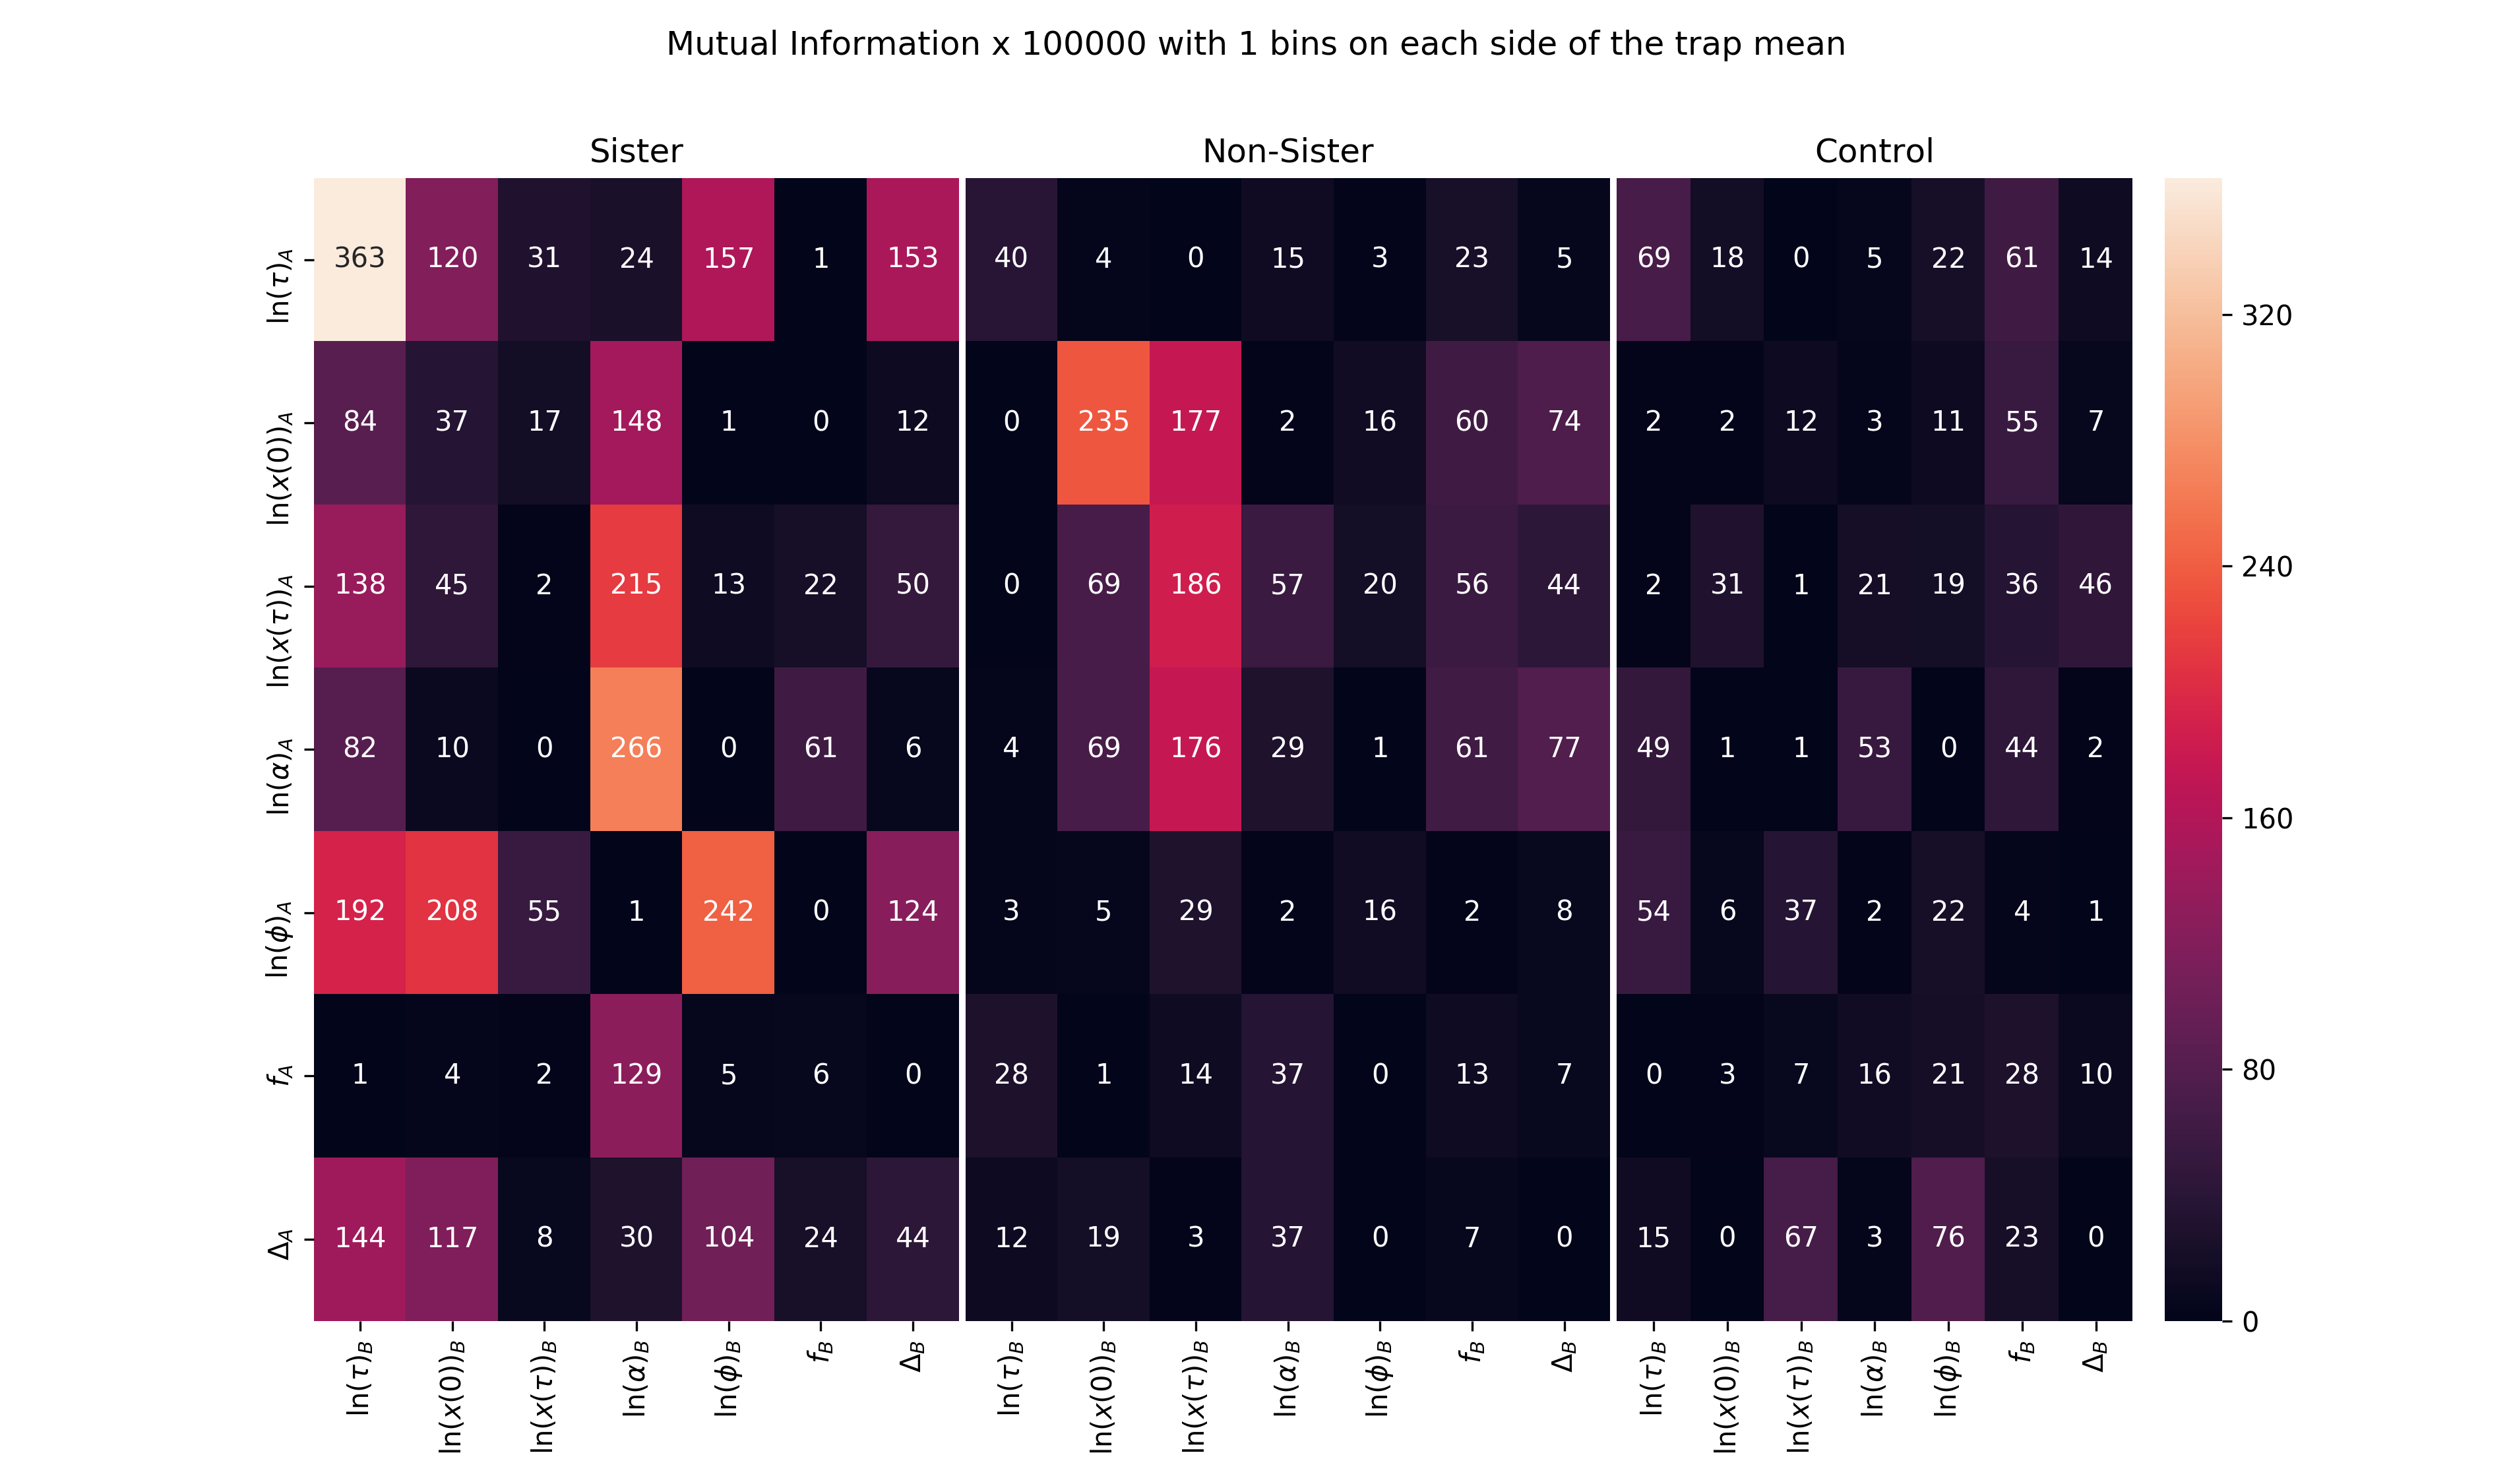 Mutual Information x 100000 with 1 bins on each side of the trap mean
Sister Non-Sister Control
ln(τ)A 363 120 31 24 157 1 153 40 4 0 15 3 23 5 69 18 0 5 22 61 14
320
ln(x(0))A 84 37 17 148 1 0 12 0 235 177 2 16 60 74 2 2 12 3 11 55 7
240
ln(x(τ))A 138 45 2 215 13 22 50 0 69 186 57 20 56 44 2 31 1 21 19 36 46
ln(α)A 82 10 0 266 0 61 6 4 69 176 29 1 61 77 49 1 1 53 0 44 2
160
ln(ϕ)A 192 208 55 1 242 0 124 3 5 29 2 16 2 8 54 6 37 2 22 4 1
fA 1 4 2 129 5 6 0 28 1 14 37 0 13 7 0 3 7 16 21 28 10
80
ΔA 144 117 8 30 104 24 44 12 19 3 37 0 7 0 15 0 67 3 76 23 0
0
ln(τ)B ln(x(0))B ln(x(τ))B ln(α)B ln(ϕ)B fB ΔB ln(τ)B ln(x(0))B ln(x(τ))B ln(α)B ln(ϕ)B fB ΔB ln(τ)B ln(x(0))B ln(x(τ))B ln(α)B ln(ϕ)B fB ΔB